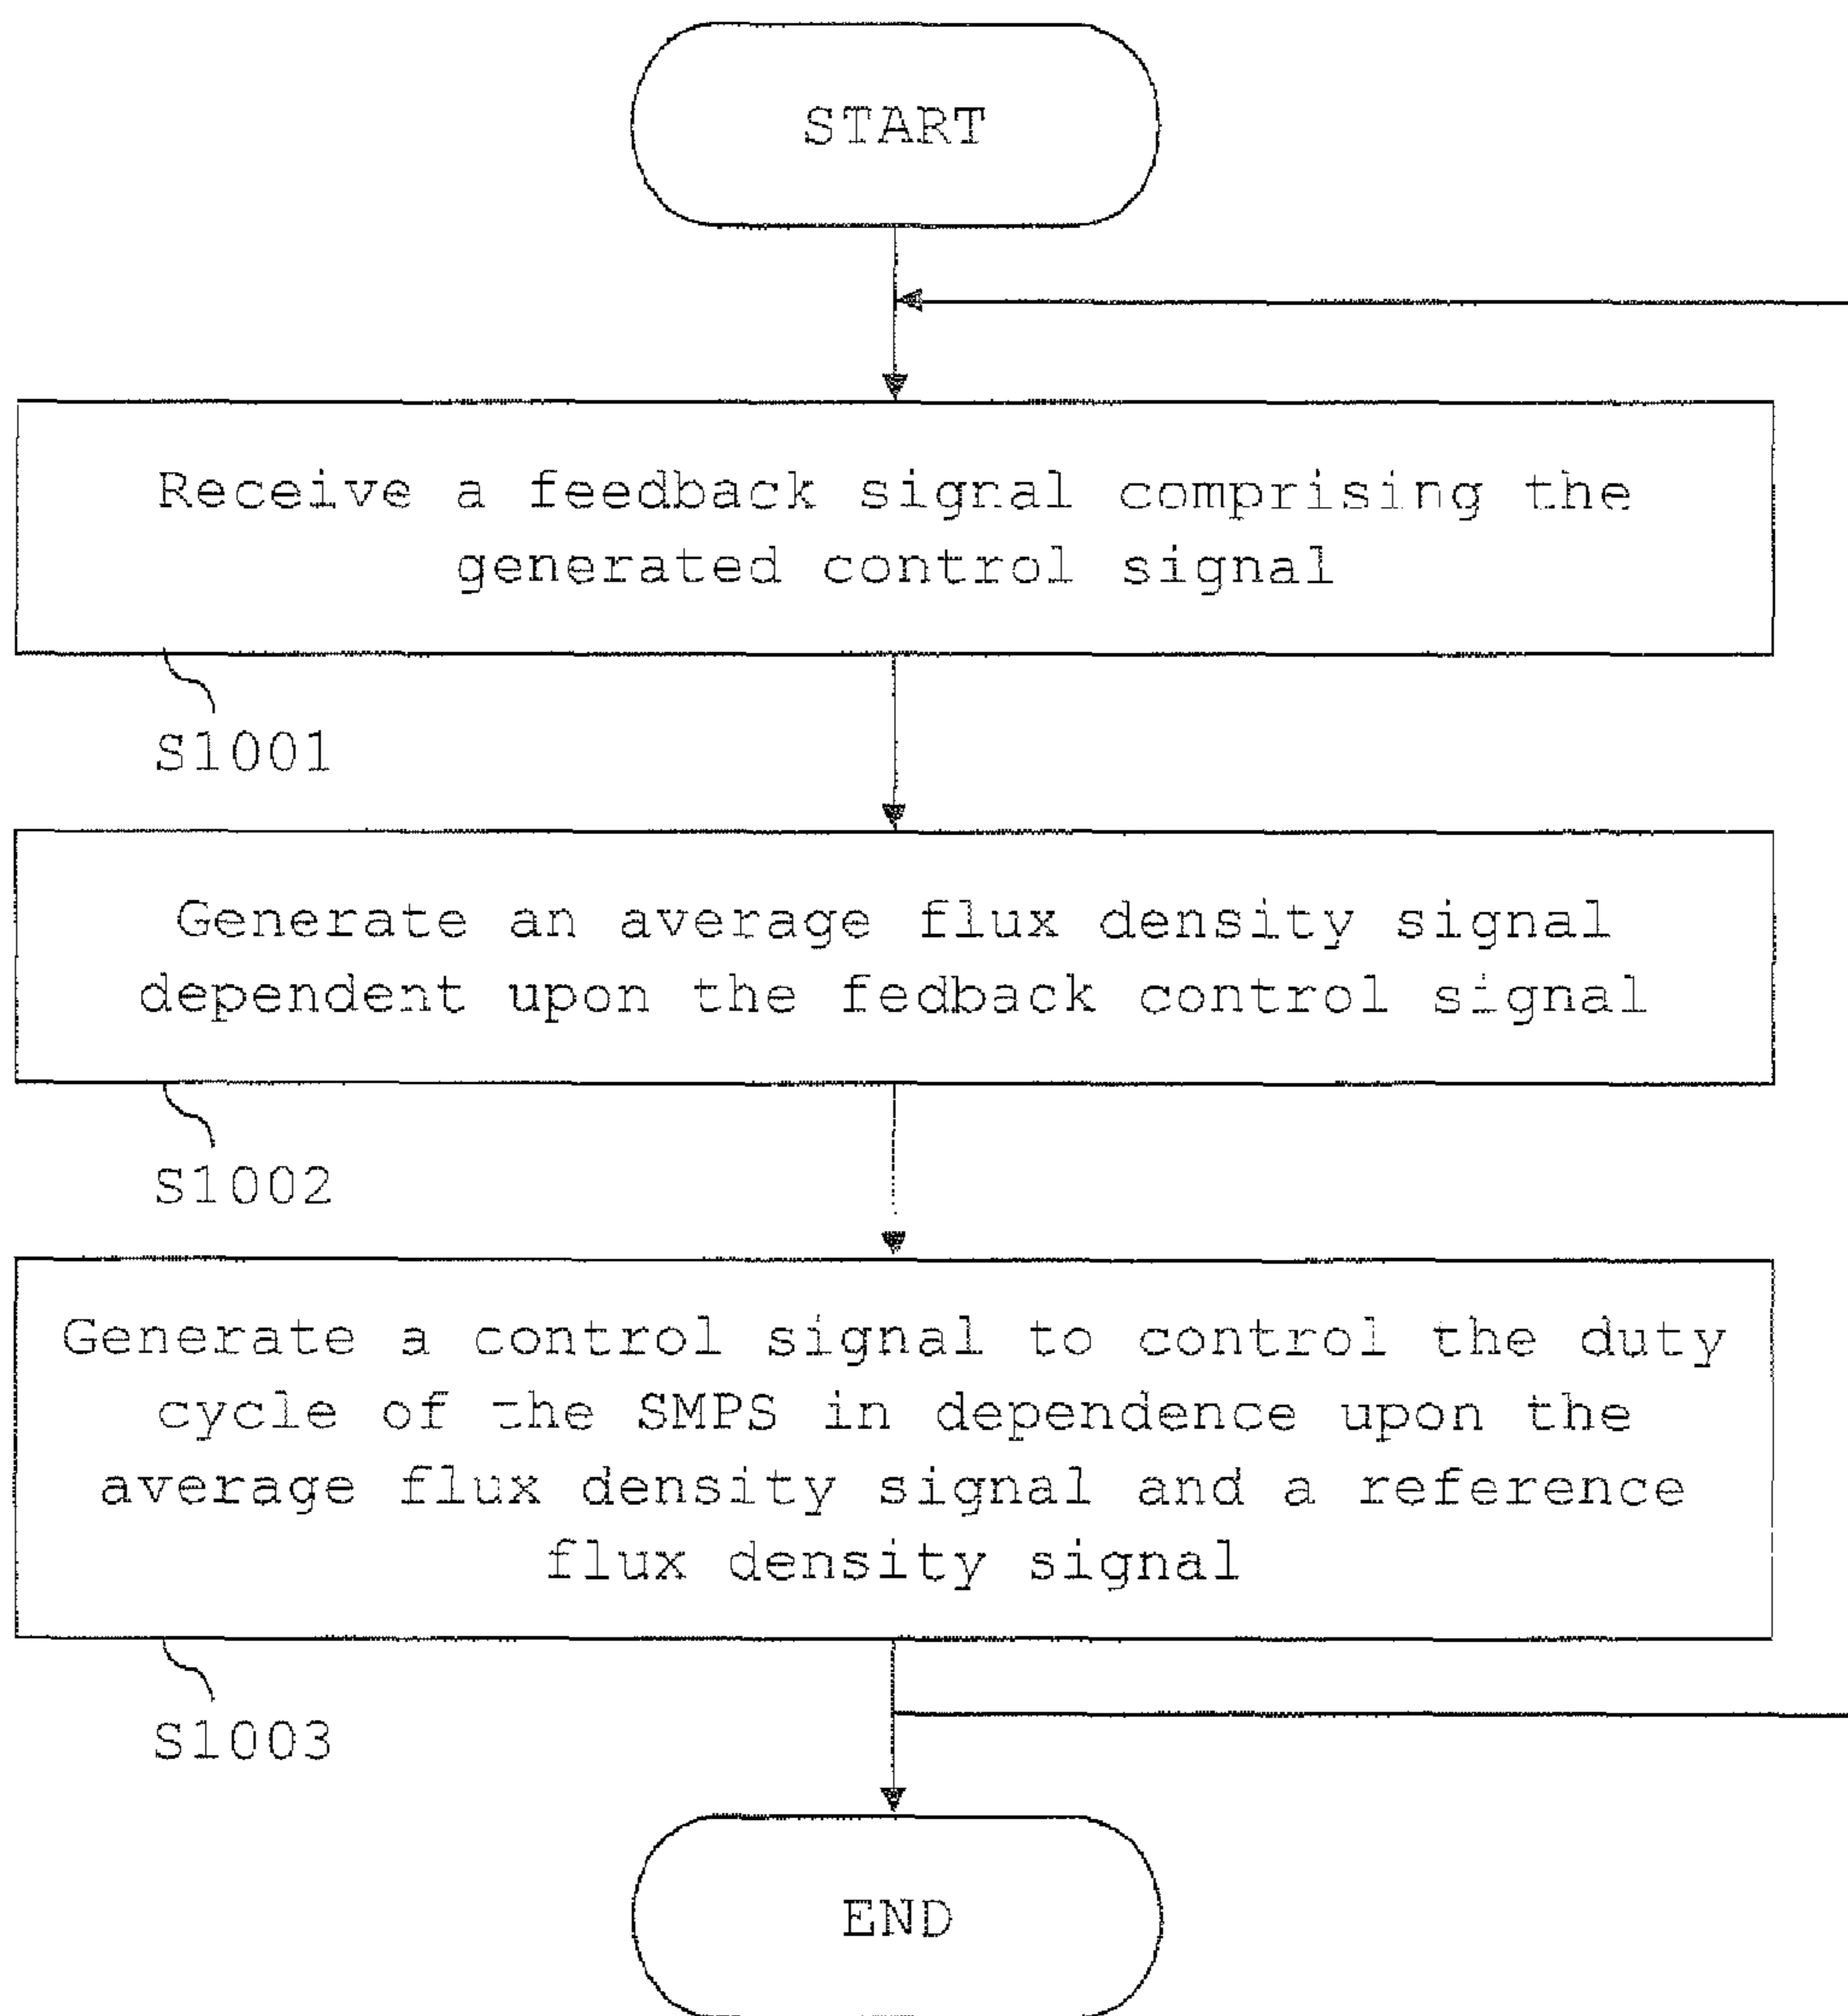 START
Receive a feedback signal comprising the
generated control signal
S1001
Generate an average flux density signal
dependent upon the fedback control signal
S1002
Generate a control signal to control the duty
cycle of the SMPS in dependence upon the
average flux density signal and a reference
flux density signal
S1003
END